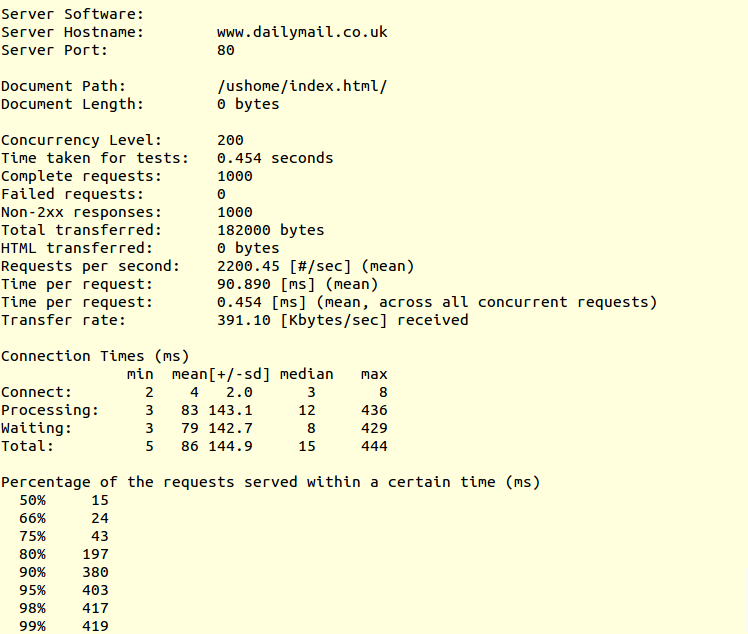 Server Software:
Server Hostname:        www.dailymail.co.uk
Server Port:            80

Document Path:          /ushome/index.html/
Document Length:        0 bytes

Concurrency Level:      200
Time taken for tests:   0.454 seconds
Complete requests:      1000
Failed requests:        0
Non-2xx responses:      1000
Total transferred:      182000 bytes
HTML transferred:       0 bytes
Requests per second:    2200.45 [#/sec] (mean)
Time per request:       90.890 [ms] (mean)
Time per request:       0.454 [ms] (mean, across all concurrent requests)
Transfer rate:          391.10 [Kbytes/sec] received

Connection Times (ms)
              min  mean[+/-sd] median   max
Connect:        2    4   2.0      3       8
Processing:     3   83 143.1     12     436
Waiting:        3   79 142.7      8     429
Total:          5   86 144.9     15     444

Percentage of the requests served within a certain time (ms)
  50%     15
  66%     24
  75%     43
  80%    197
  90%    380
  95%    403
  98%    417
  99%    419